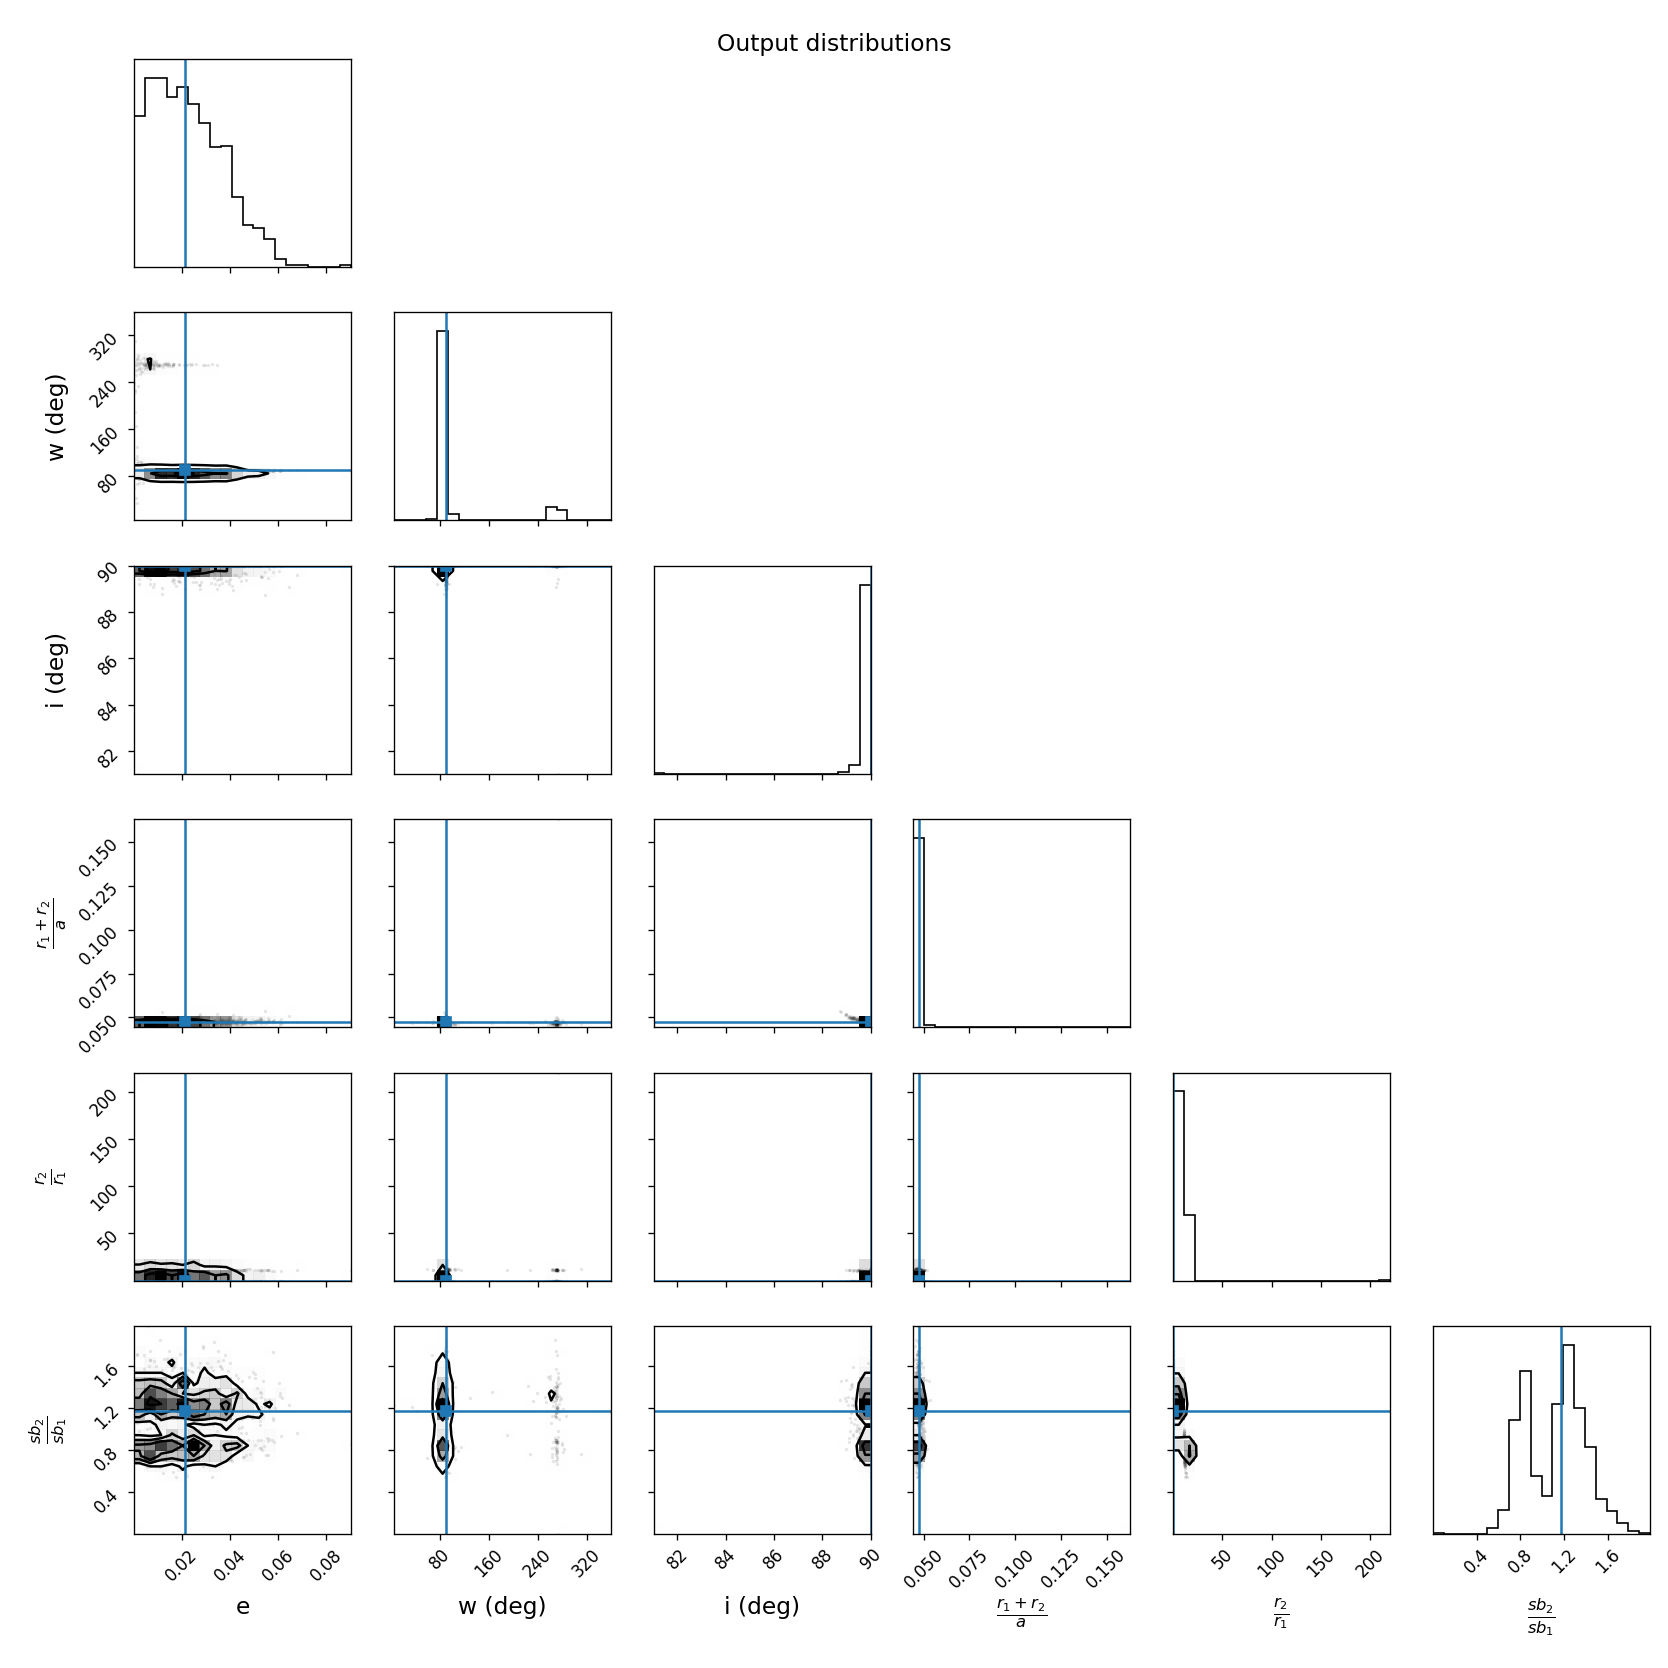 Output distributions
w (deg)
320
240
160
80
i (deg)
90
88
86
84
82
r1 + r2
a
0.150
0.125
0.100
0.075
0.050
r2
r1
200
150
100
50
sb2
sb1
1.6
1.2
0.8
0.4
0.02 0.04 0.06 0.08
80 160 240 320
82 84 86 88 90
0.050 0.075 0.100 0.125 0.150
50 100 150 200
0.4 0.8 1.2 1.6
e
w (deg)
i (deg)
r1 + r2
a
r2
r1
sb2
sb1